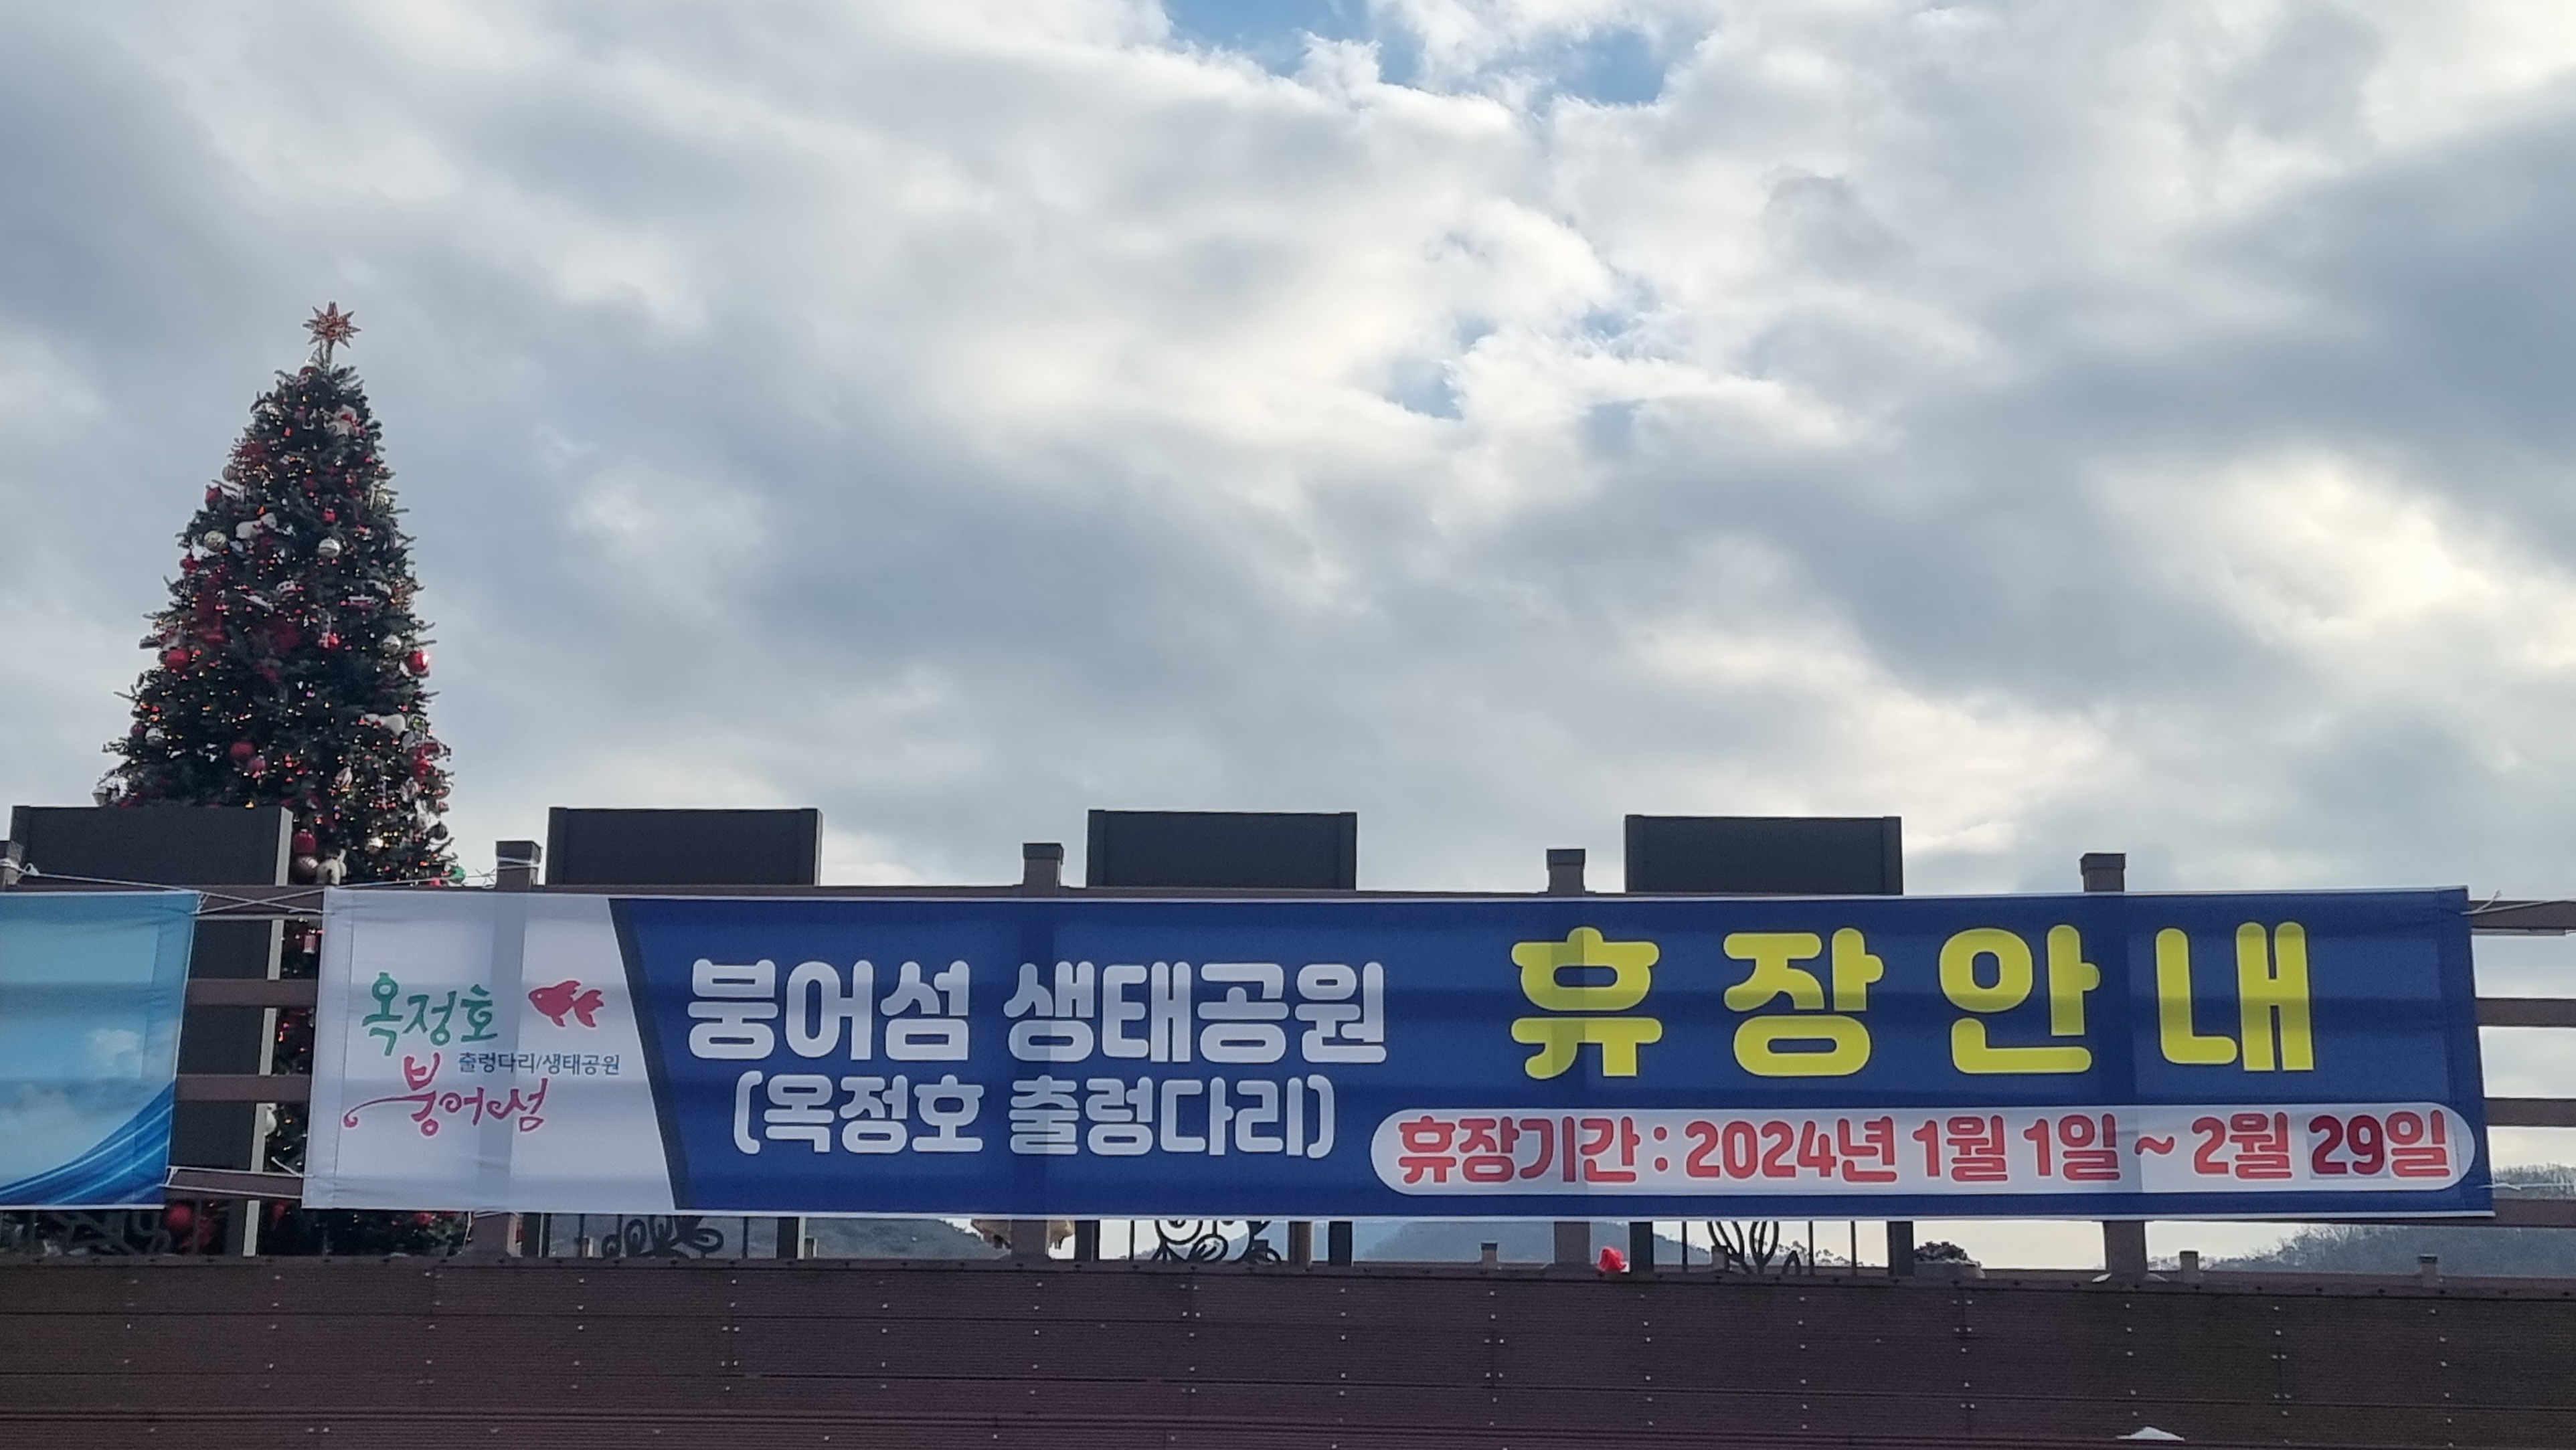 옥정호
출렁다리/생태공원
붕어섬
붕어섬 생태공원
(옥정호 출렁다리)
휴장안내
휴장기간 : 2024년 1월 1일 ~ 2월 29일